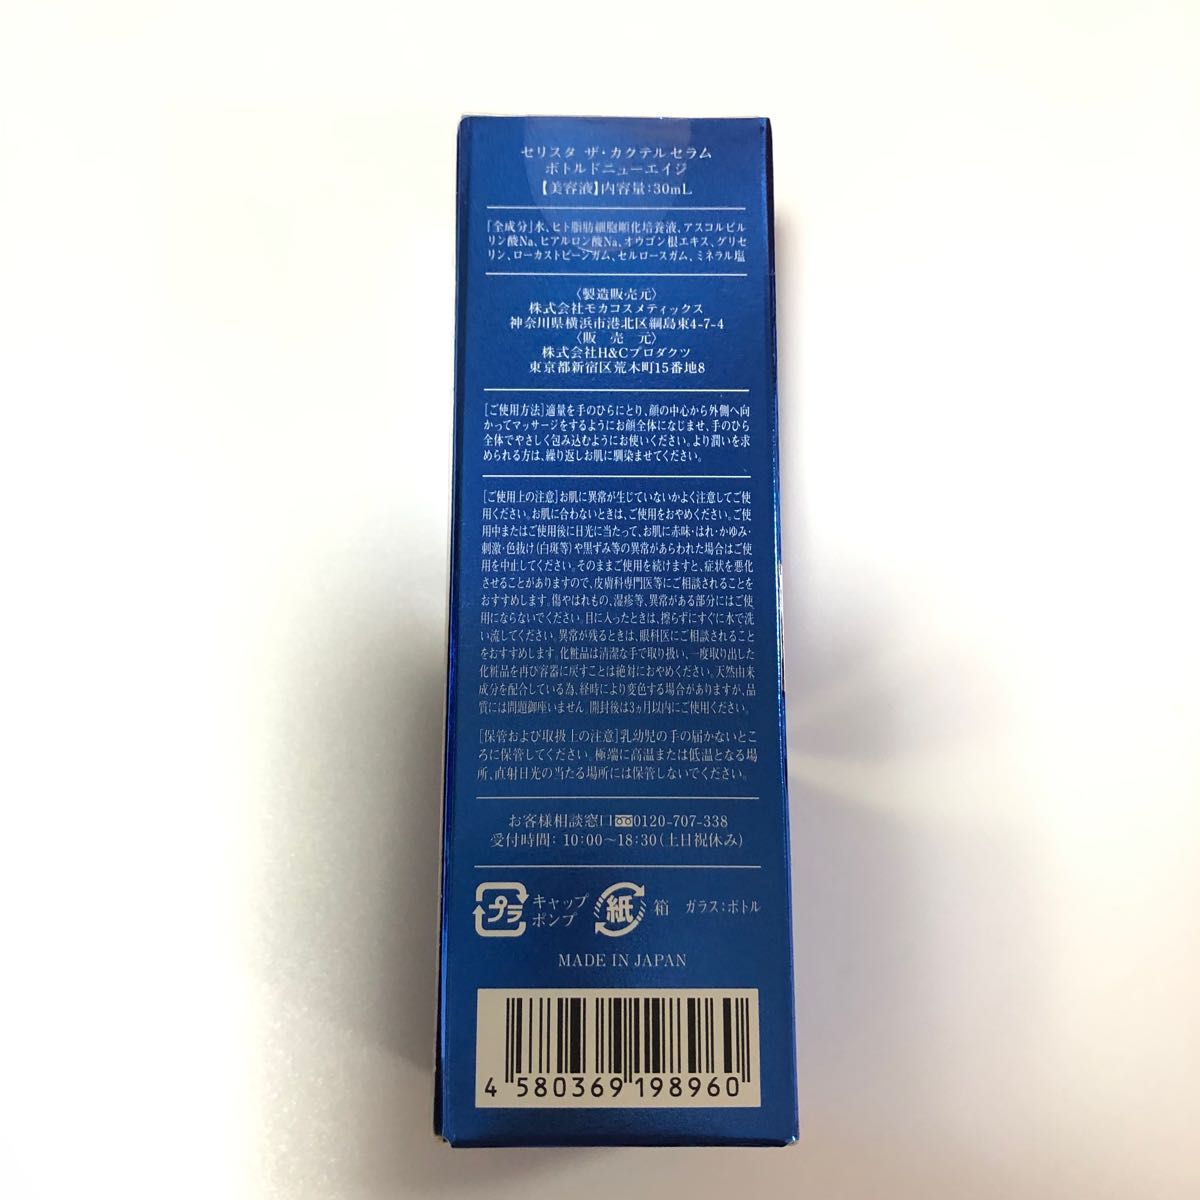 セリスタ ザ・カクテル セラム
ボトルドニューエイジ
【美容液】内容量:30mL
[全成分]水、ヒト脂肪細胞順化培養液、アスコルビル
リン酸Na、ヒアルロン酸Na、オウゴン根エキス、グリセ
リン、ローカストビーンガム、セルロースガム、ミネラル塩
〈製造販売元〉
株式会社モカコスメティックス
神奈川県横浜市港北区綱島東4-7-4
〈販 売 元〉
株式会社H&Cプロダクツ
東京都新宿区荒木町15番地8
[ご使用方法]適量を手のひらにとり、顔の中心から外側へ向
かってマッサージをするようにお顔全体になじませ、手のひら
全体でやさしく包み込むようにお使いください。より潤いを求
められる方は、繰り返しお肌に馴染ませてください。
[ご使用上の注意]お肌に異常が生じていないかよく注意してご使
用ください。お肌に合わないときは、ご使用をおやめください。ご使
用中またはご使用後に日光に当たって、お肌に赤味・はれ・かゆみ・
刺激・色抜け(白斑等)や黒ずみ等の異常があらわれた場合はご使
用を中止してください。そのままご使用を続けますと、症状を悪化
させることがありますので、皮膚科専門医等にご相談されることを
おすすめします。傷やはれもの、湿疹等、異常がある部分にはご使
用にならないでください。目に入ったときは、擦らずにすぐに水で洗
い流してください。異常が残るときは、眼科医にご相談されること
をおすすめします。化粧品は清潔な手で取り扱い、一度取り出した
化粧品を再び容器に戻すことは絶対におやめください。天然由来
成分を配合している為、経時により変色する場合がありますが、品
質には問題御座いません。開封後は3ヵ月以内にご使用ください。
[保管および取扱上の注意]乳幼児の手の届かないとこ
ろに保管してください。極端に高温または低温となる場
所、直射日光の当たる場所には保管しないでください。
お客様相談窓口 0120-707-338
受付時間: 10:00〜18:30(土日祝休み)
プラ キャップ ポンプ 紙 箱 ガラス:ボトル
MADE IN JAPAN
4 580369 198960